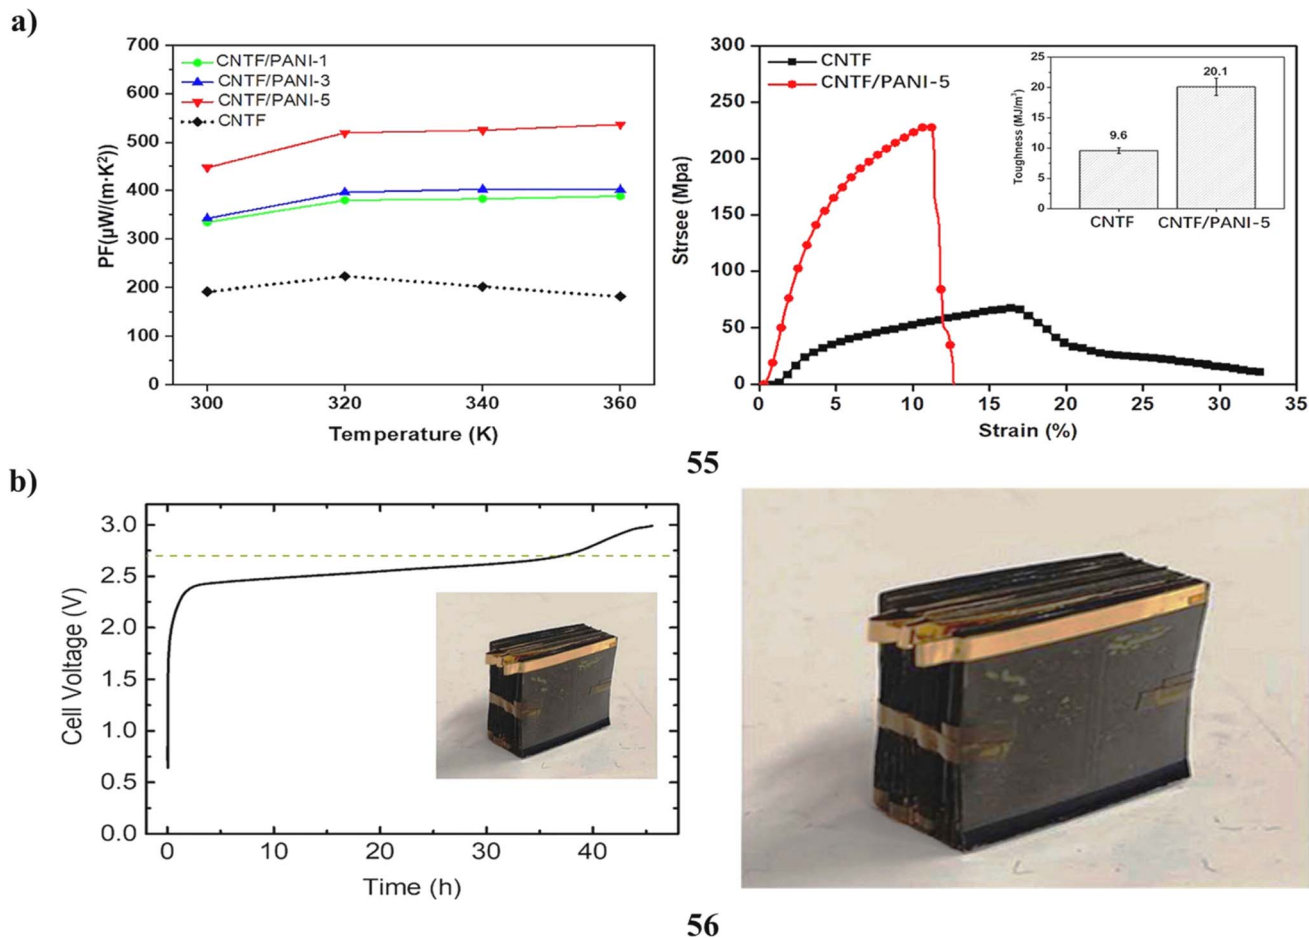 a)
700
600
500
400
300
200
100
0
PF(µW/(m·K²))
CNTF/PANI-1
CNTF/PANI-3
CNTF/PANI-5
CNTF
300 320 340 360
Temperature (K)
300
250
200
150
100
50
0
Strsee (Mpa)
CNTF
CNTF/PANI-5
0 5 10 15 20 25 30 35
Strain (%)
25
20
15
10
5
0
Toughness (MJ/m³)
9.6
20.1
CNTF CNTF/PANI-5
55
b)
3.0
2.5
2.0
1.5
1.0
0.5
0.0
Cell Voltage (V)
0 10 20 30 40
Time (h)
56